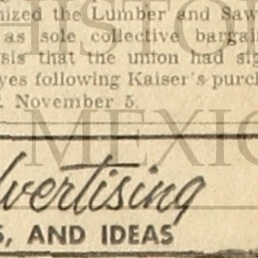 nized the Lumber and Saw
as sole collective bargain
sis that the union had sig
yes following Kaiser's purch
November 5.
dvertising
S, AND IDEAS